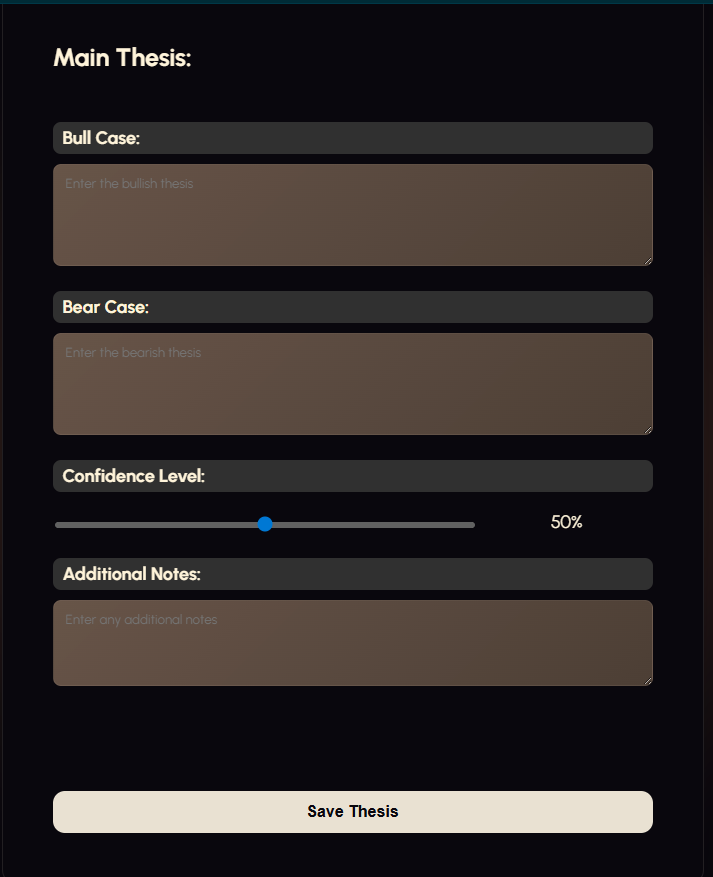 Main Thesis:
Bull Case:
Enter the bullish thesis
Bear Case:
Enter the bearish thesis
Confidence Level:
50%
Additional Notes:
Enter any additional notes
Save Thesis